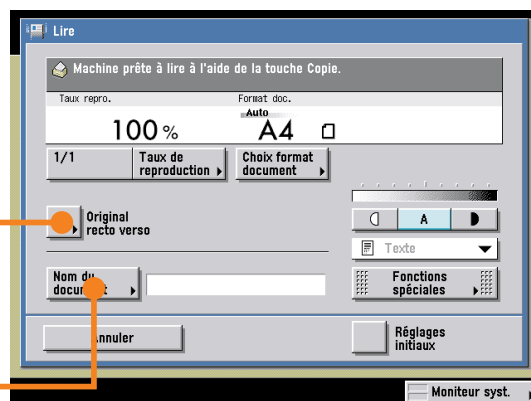 Lire
Machine prête à lire à l'aide de la touche Copie.
Taux repro.
Format doc.
Auto
100 %
A4
1/1
Taux de
reproduction
Choix format
document
Original
recto verso
A
Texte
Nom du
document
Fonctions
spéciales
Annuler
Réglages
initiaux
Moniteur syst.